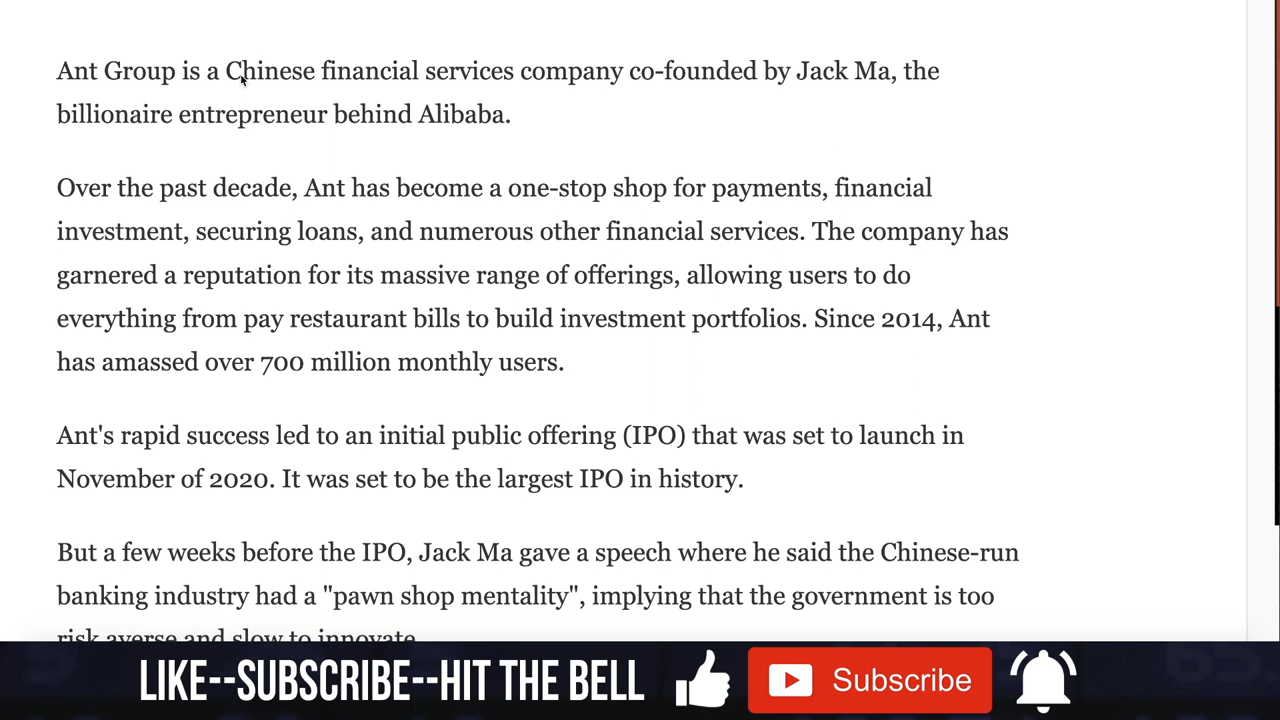 Ant Group is a Chinese financial services company co-founded by Jack Ma, the
billionaire entrepreneur behind Alibaba.
Over the past decade, Ant has become a one-stop shop for payments, financial
investment, securing loans, and numerous other financial services. The company has
garnered a reputation for its massive range of offerings, allowing users to do
everything from pay restaurant bills to build investment portfolios. Since 2014, Ant
has amassed over 700 million monthly users.
Ant's rapid success led to an initial public offering (IPO) that was set to launch in
November of 2020. It was set to be the largest IPO in history.
But a few weeks before the IPO, Jack Ma gave a speech where he said the Chinese-run
banking industry had a "pawn shop mentality", implying that the government is too
risk averse and slow to innovate
LIKE--SUBSCRIBE--HIT THE BELL
Subscribe